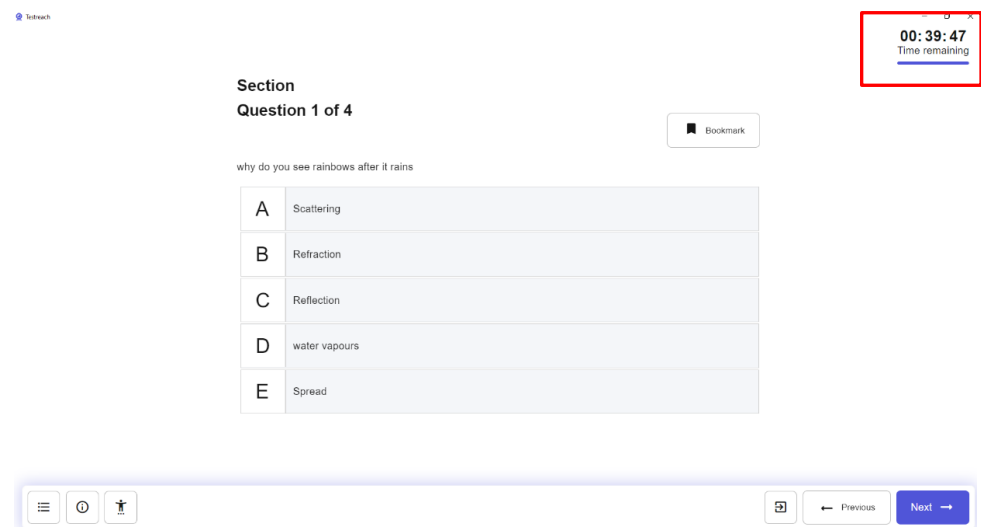 Testreach
00:39:47
Time remaining
Section
Question 1 of 4
Bookmark
why do you see rainbows after it rains
A Scattering
B Refraction
C Reflection
D water vapours
E Spread
Previous
Next